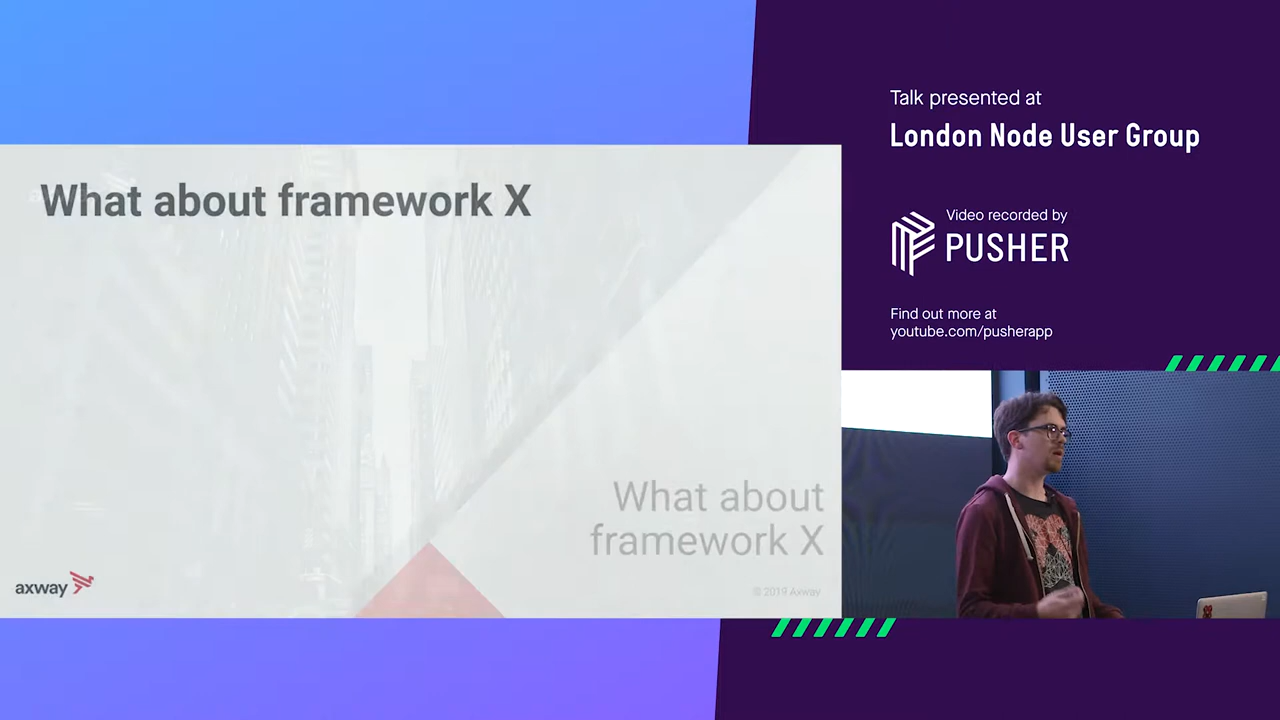 What about framework X
What about
framework X
axway
© 2019 Axway
Talk presented at
London Node User Group
Video recorded by
PUSHER
Find out more at
youtube.com/pusherapp